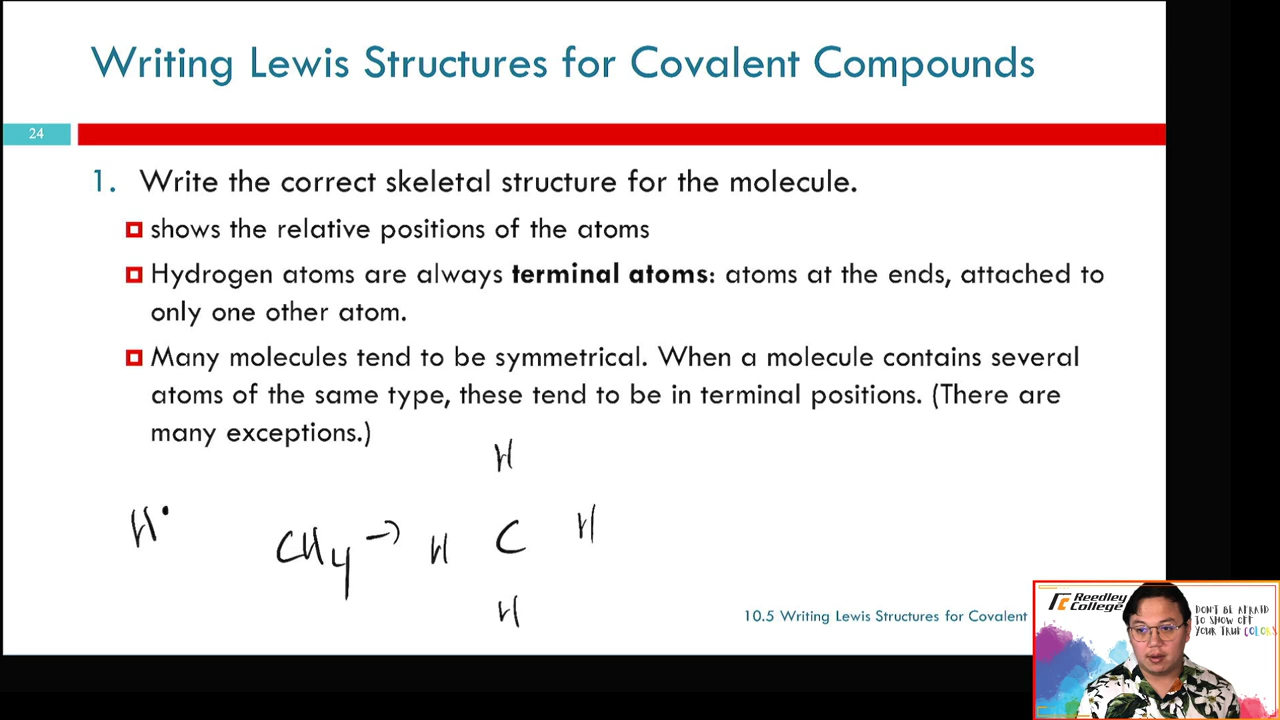 Writing Lewis Structures for Covalent Compounds
24
1. Write the correct skeletal structure for the molecule.
shows the relative positions of the atoms
Hydrogen atoms are always terminal atoms: atoms at the ends, attached to
only one other atom.
Many molecules tend to be symmetrical. When a molecule contains several
atoms of the same type, these tend to be in terminal positions. (There are
many exceptions.)
H
H• CH4 → H C H
H
10.5 Writing Lewis Structures for Covalent
Reedley
College
DON'T BE AFRAID
TO SHOW OFF
YOUR TRUE COLORS